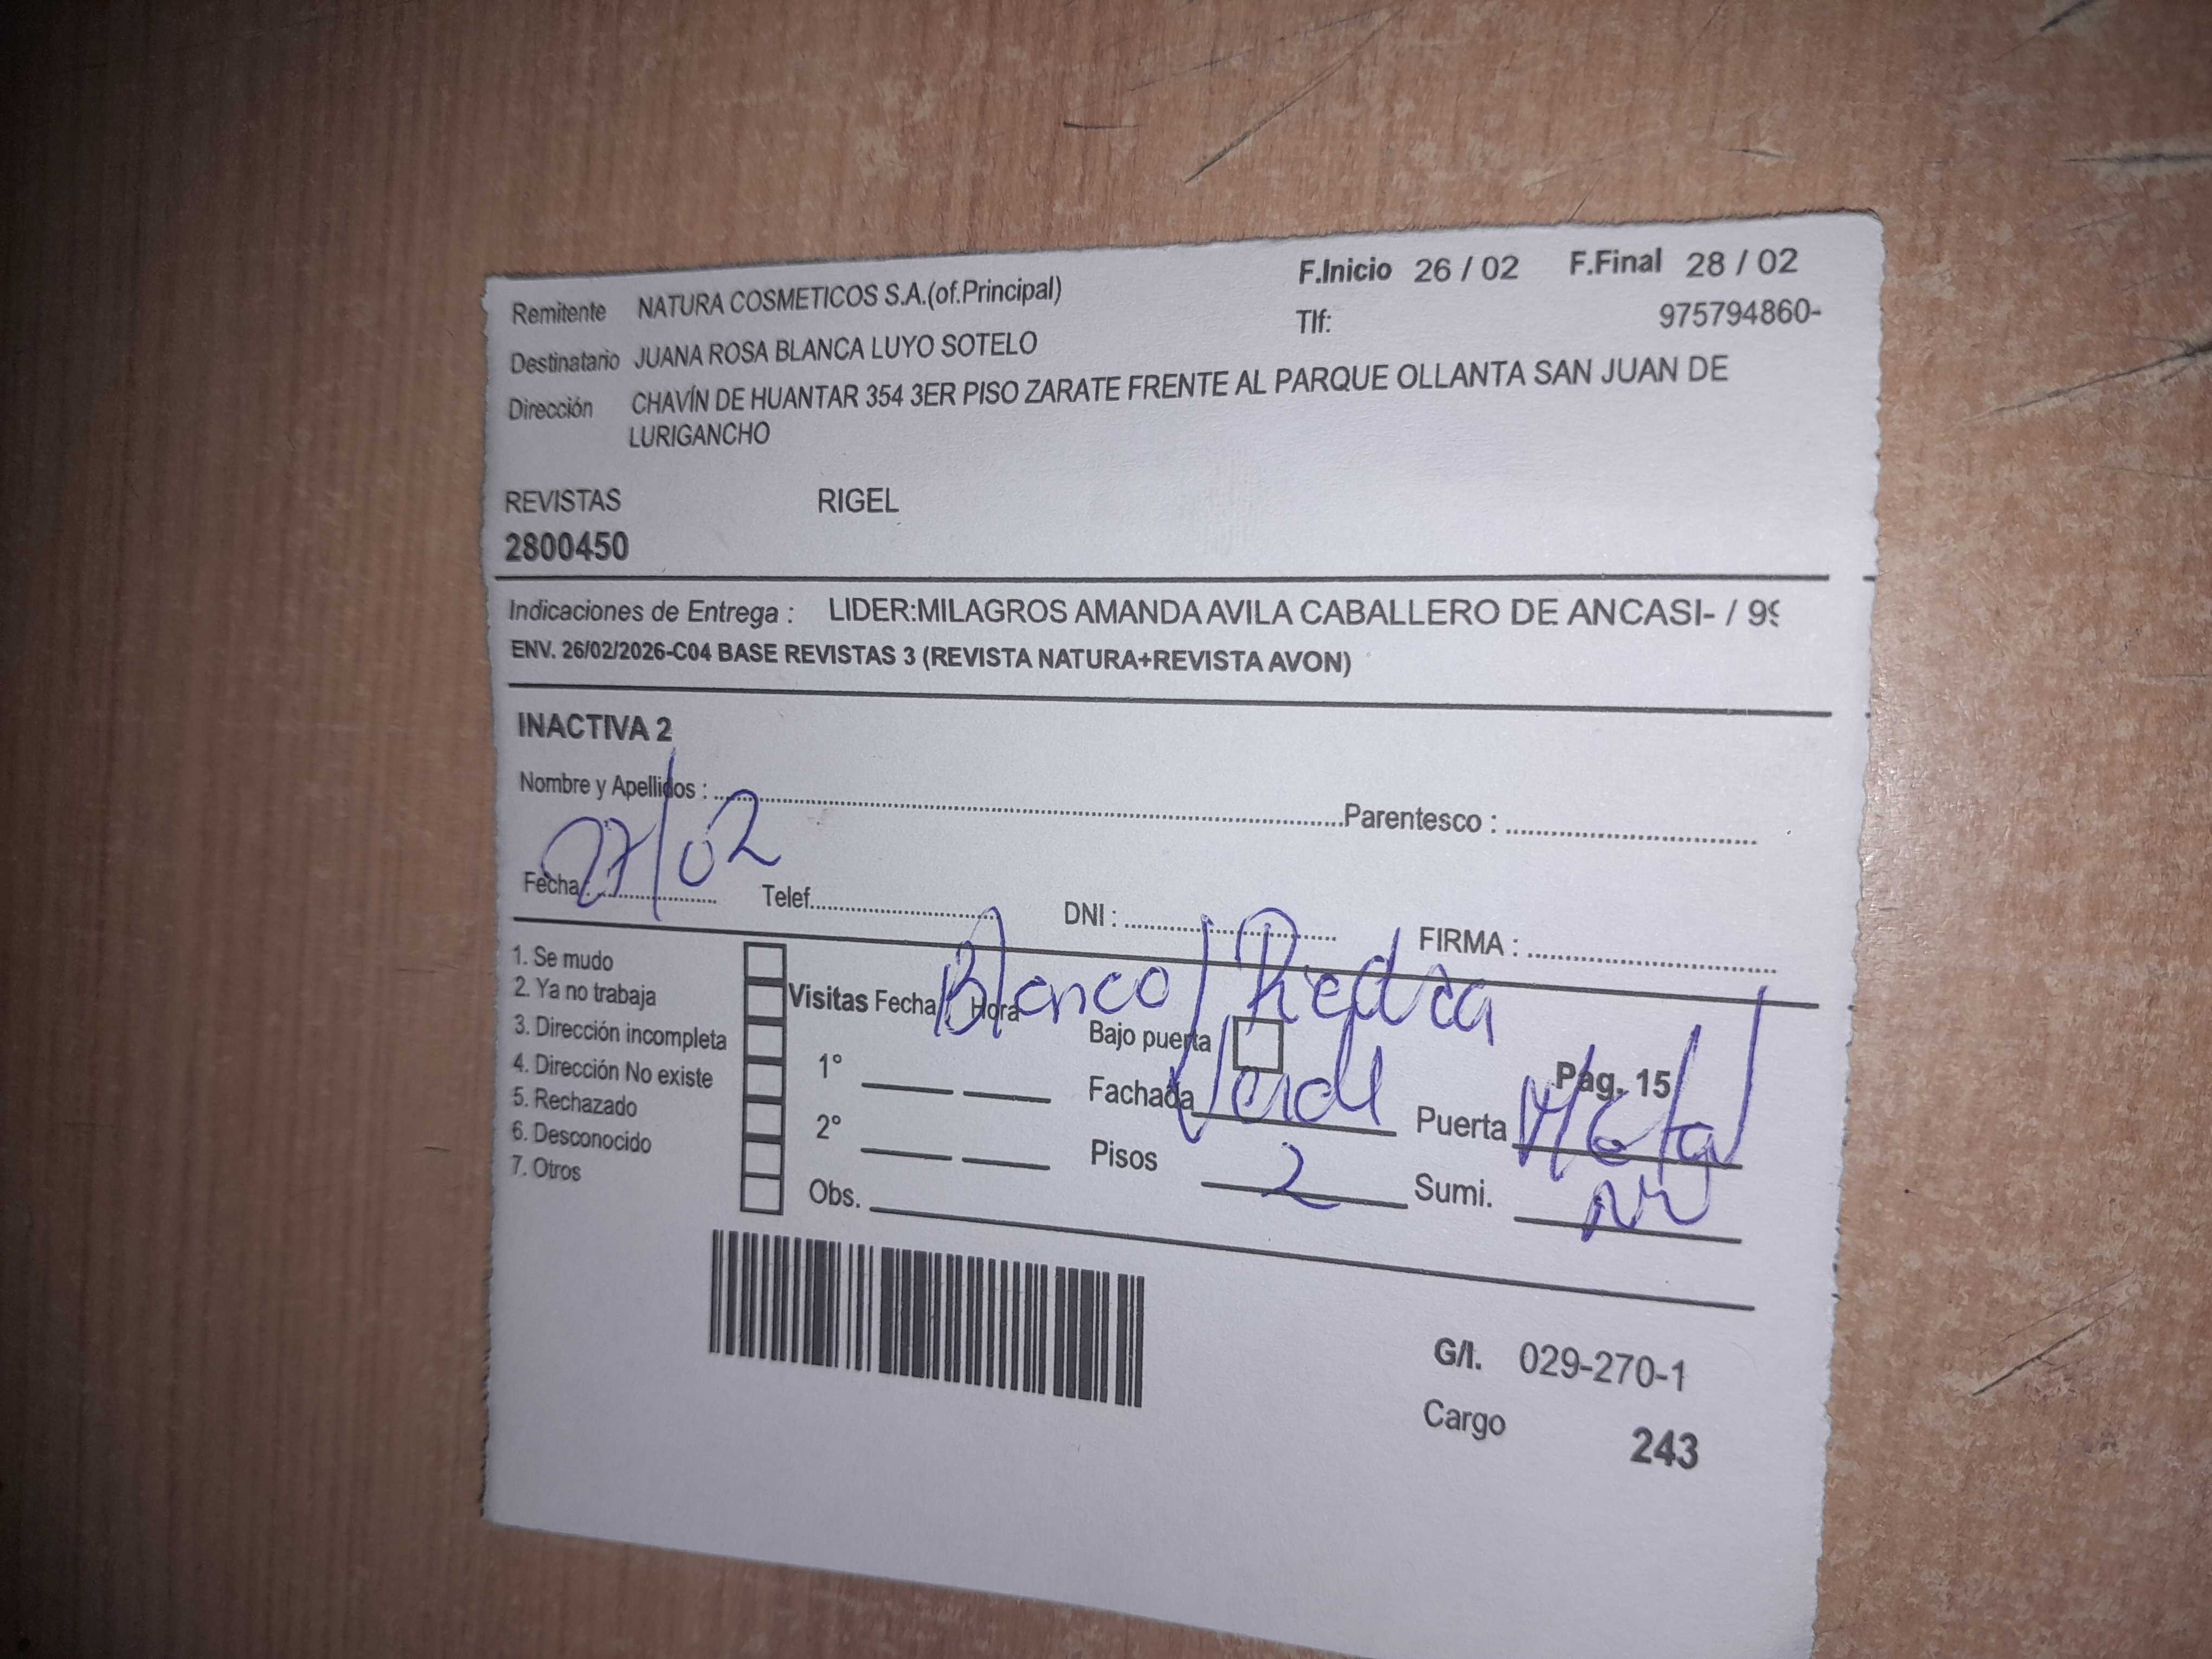 Remitente NATURA COSMETICOS S.A.(of.Principal) F.Inicio 26 / 02 F.Final 28 / 02
Destinatario JUANA ROSA BLANCA LUYO SOTELO Tlf: 975794860-
Dirección CHAVÍN DE HUANTAR 354 3ER PISO ZARATE FRENTE AL PARQUE OLLANTA SAN JUAN DE
LURIGANCHO
REVISTAS RIGEL
2800450
Indicaciones de Entrega : LIDER:MILAGROS AMANDA AVILA CABALLERO DE ANCASI- / 99
ENV. 26/02/2026-C04 BASE REVISTAS 3 (REVISTA NATURA+REVISTA AVON)
INACTIVA 2
Nombre y Apellidos : Parentesco :
Fecha : 27/02 Telef. DNI : FIRMA :
1. Se mudo
2. Ya no trabaja
3. Dirección incompleta
4. Dirección No existe
5. Rechazado
6. Desconocido
7. Otros
Visitas Fecha Hora
Blanco / Piedra
Bajo puerta
Pag. 15
1° Fachada Verde Puerta Metal
2° Pisos 2 Sumi.
Obs.
G/I. 029-270-1
Cargo 243